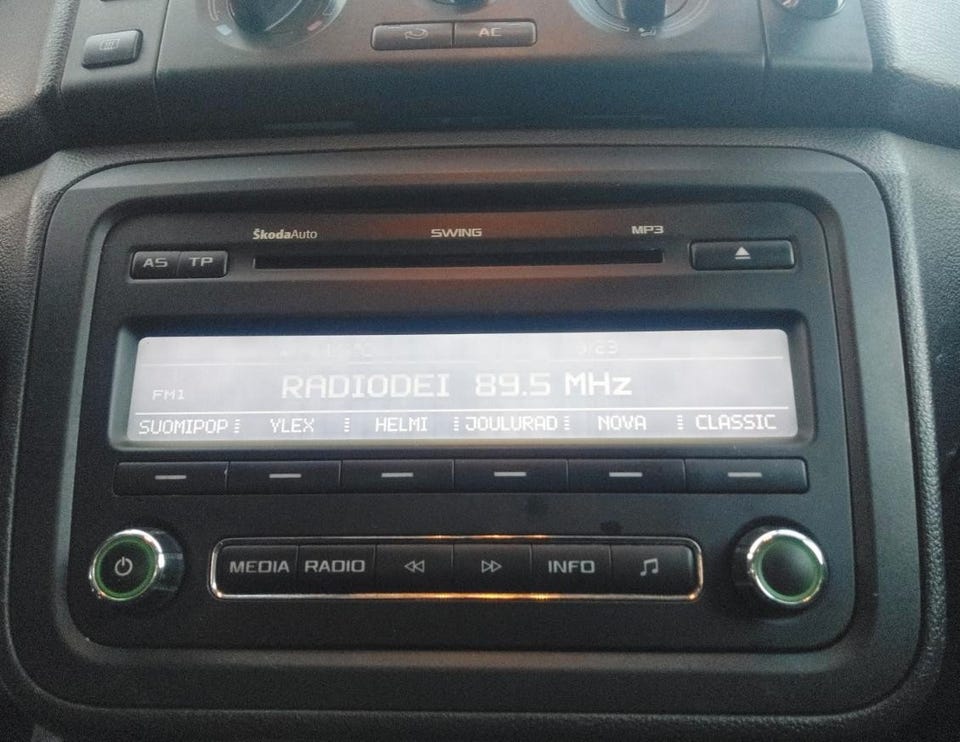 AC
ŠkodaAuto SWING MP3
AS TP
RADIODEI 89.5 MHz
FM1
SUOMIPOP YLEX HELMI JOULURAD NOVA CLASSIC
MEDIA RADIO INFO